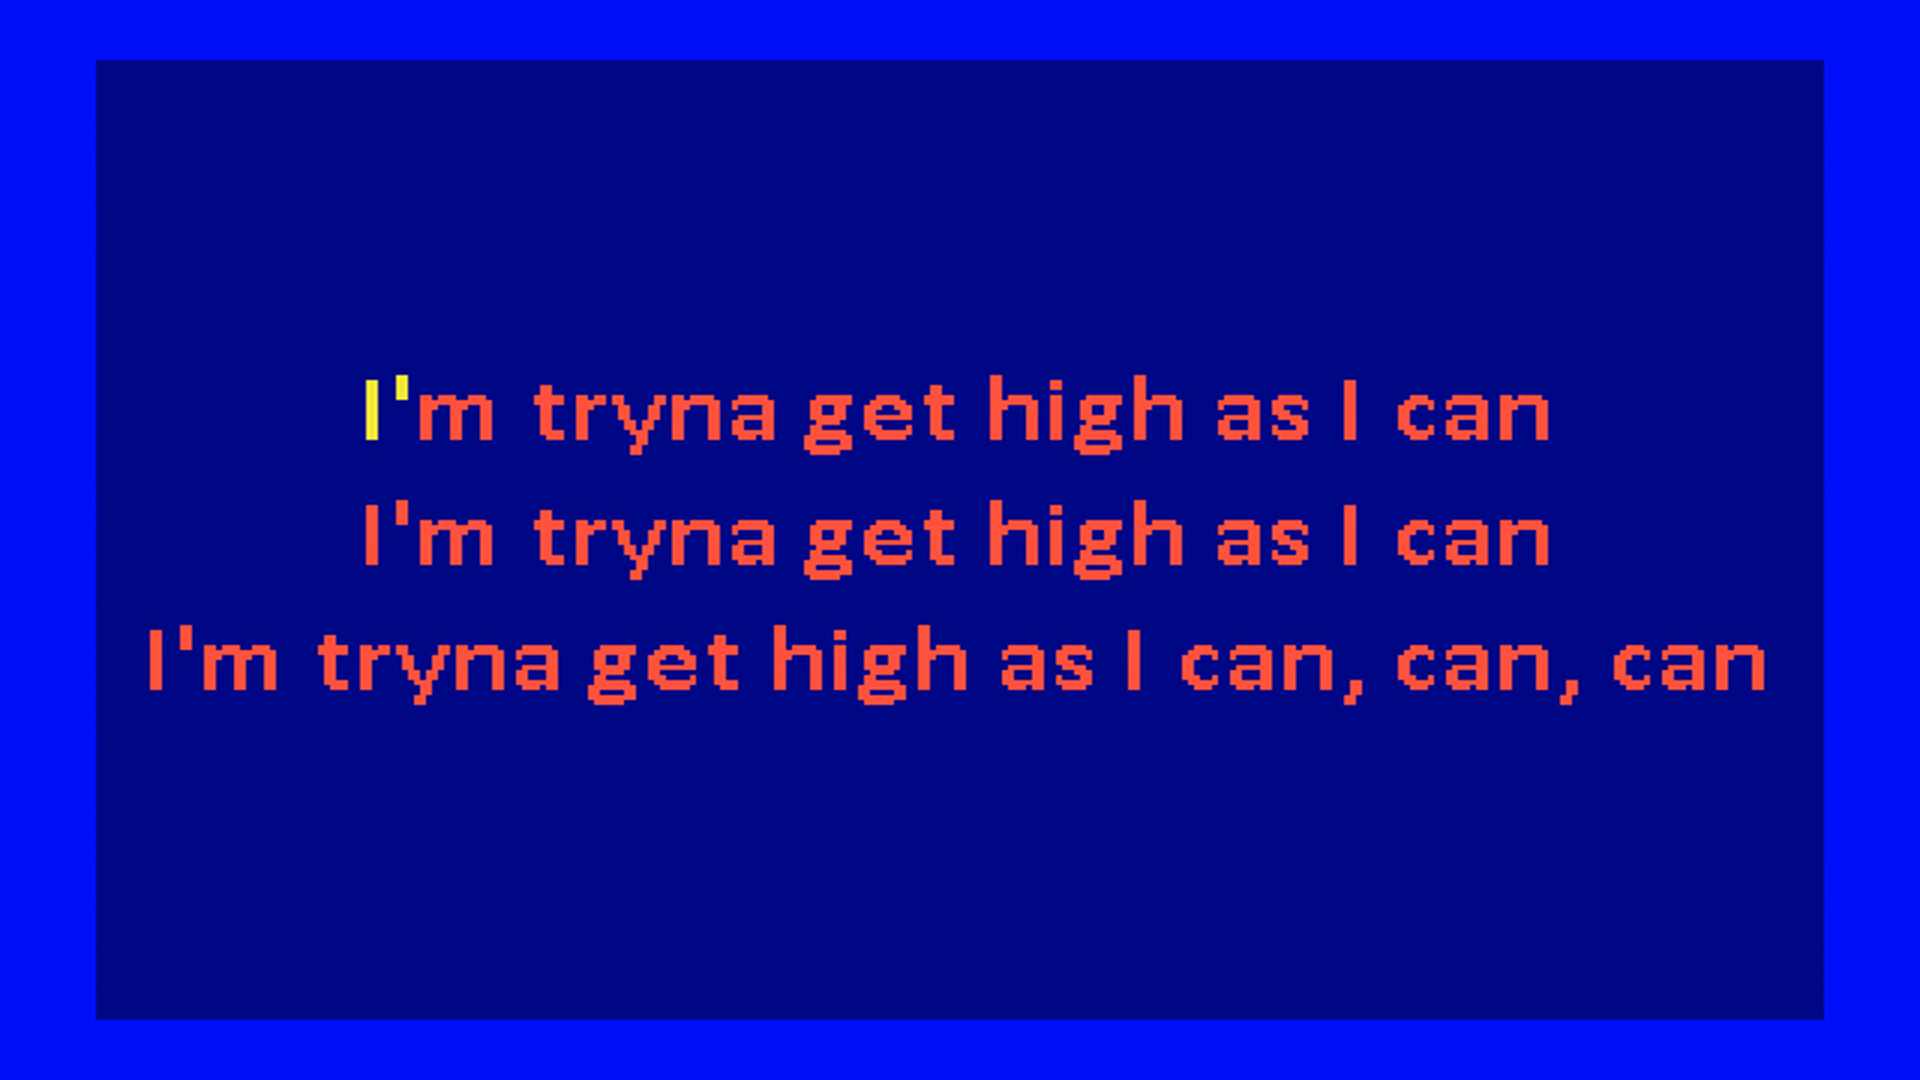 I'm tryna get high as I can
I'm tryna get high as I can
I'm tryna get high as I can, can, can